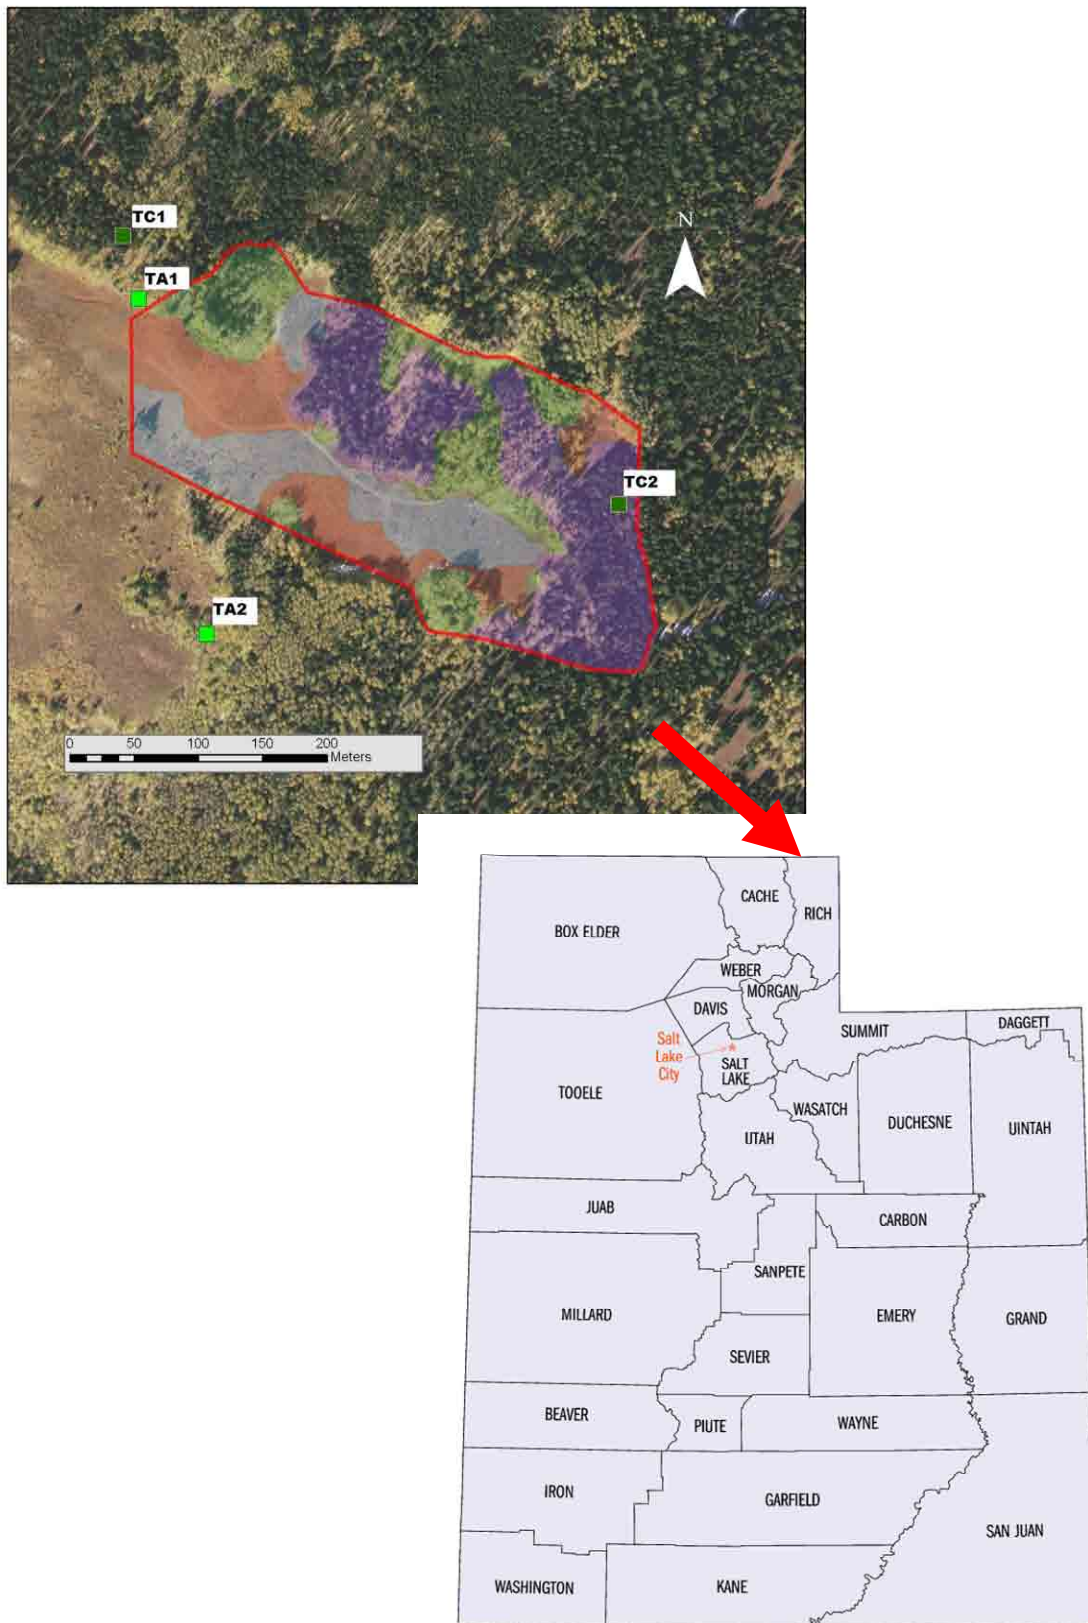 N
TC1
TA1
TC2
TA2
0 50 100 150 200
Meters
CACHE
RICH
BOX ELDER
WEBER
MORGAN
DAVIS
SUMMIT
DAGGETT
Salt
Lake
City
SALT
LAKE
TOOELE
WASATCH
DUCHESNE
UINTAH
UTAH
JUAB
CARBON
SANPETE
MILLARD
EMERY
GRAND
SEVIER
BEAVER
PIUTE
WAYNE
IRON
GARFIELD
SAN JUAN
WASHINGTON
KANE